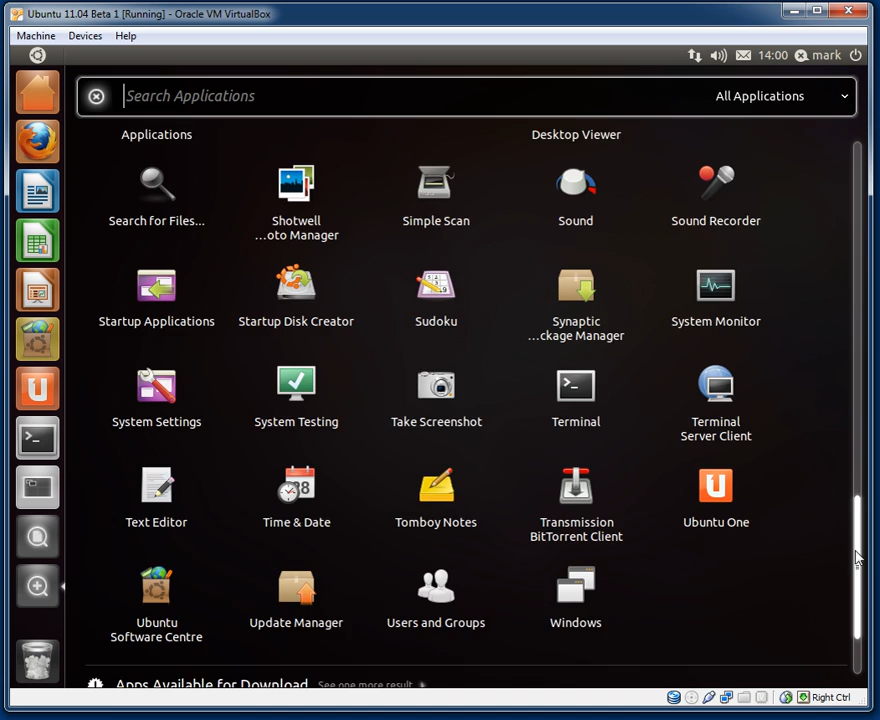 Ubuntu 11.04 Beta 1 [Running] - Oracle VM VirtualBox
Machine Devices Help
14:00 mark
Search Applications All Applications
Applications Desktop Viewer
Search for Files... Shotwell Simple Scan Sound Sound Recorder
...oto Manager
Startup Applications Startup Disk Creator Sudoku Synaptic System Monitor
...ckage Manager
System Settings System Testing Take Screenshot Terminal Terminal
Server Client
Text Editor Time & Date Tomboy Notes Transmission Ubuntu One
BitTorrent Client
Ubuntu Update Manager Users and Groups Windows
Software Centre
Apps Available for Download See one more result
Right Ctrl